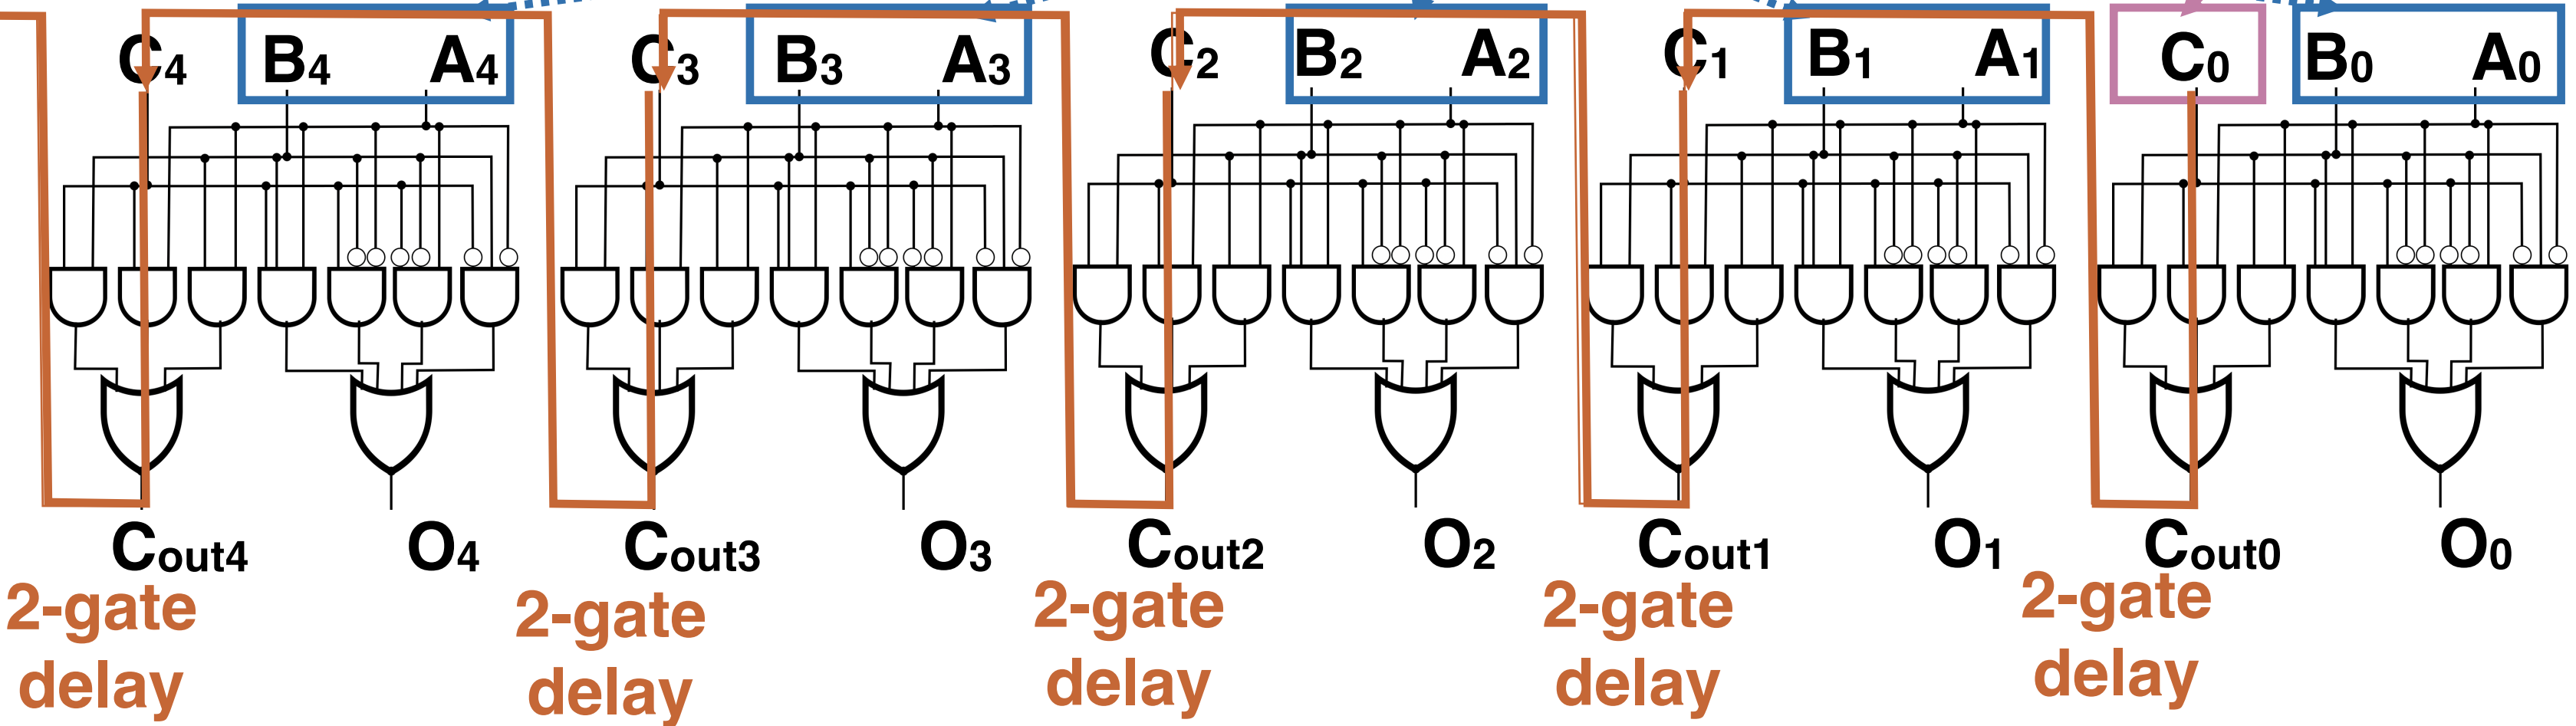 C4 B4 A4 C3 B3 A3 C2 B2 A2 C1 B1 A1 C0 B0 A0
Cout4 O4 Cout3 O3 Cout2 O2 Cout1 O1 Cout0 O0
2-gate 2-gate 2-gate 2-gate 2-gate
delay delay delay delay delay